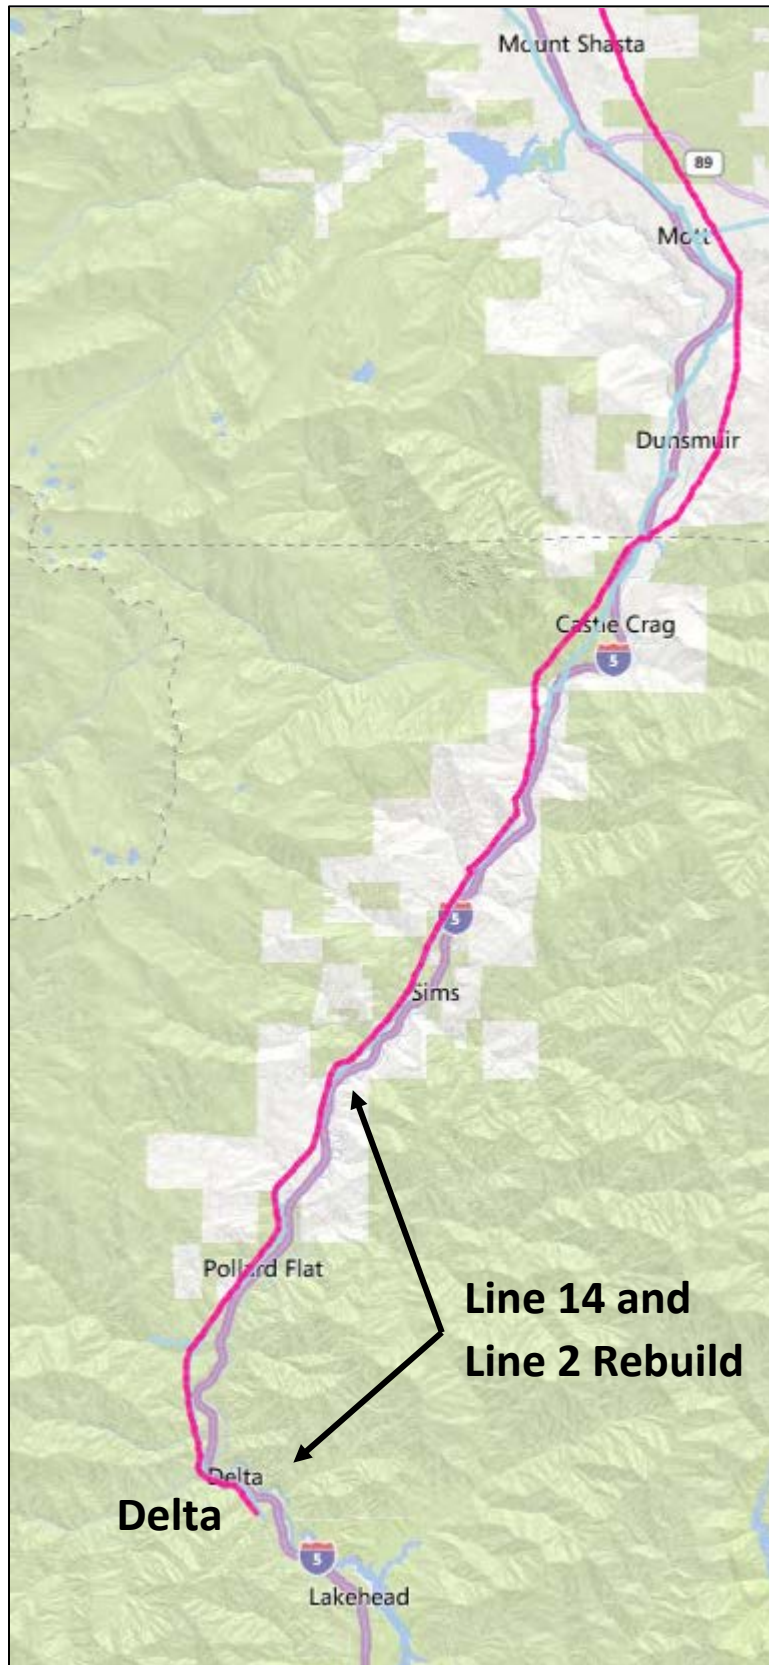 Mount Shasta
89
Mott
Dunsmuir
Castle Crag
5
5
Sims
Pollard Flat
Line 14 and
Line 2 Rebuild
Delta
Delta
5
Lakehead